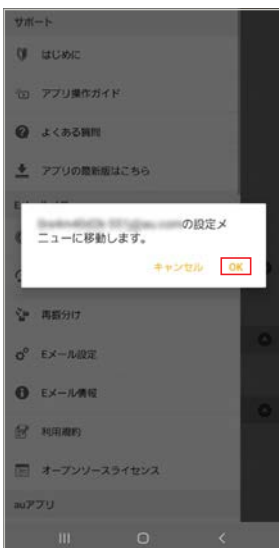 サポート
はじめに
アプリ操作ガイド
よくある質問
アプリの最新版はこちら
の設定メ
ニューに移動します。
キャンセル OK
再振分け
Eメール設定
Eメール情報
利用規約
オープンソースライセンス
auアプリ